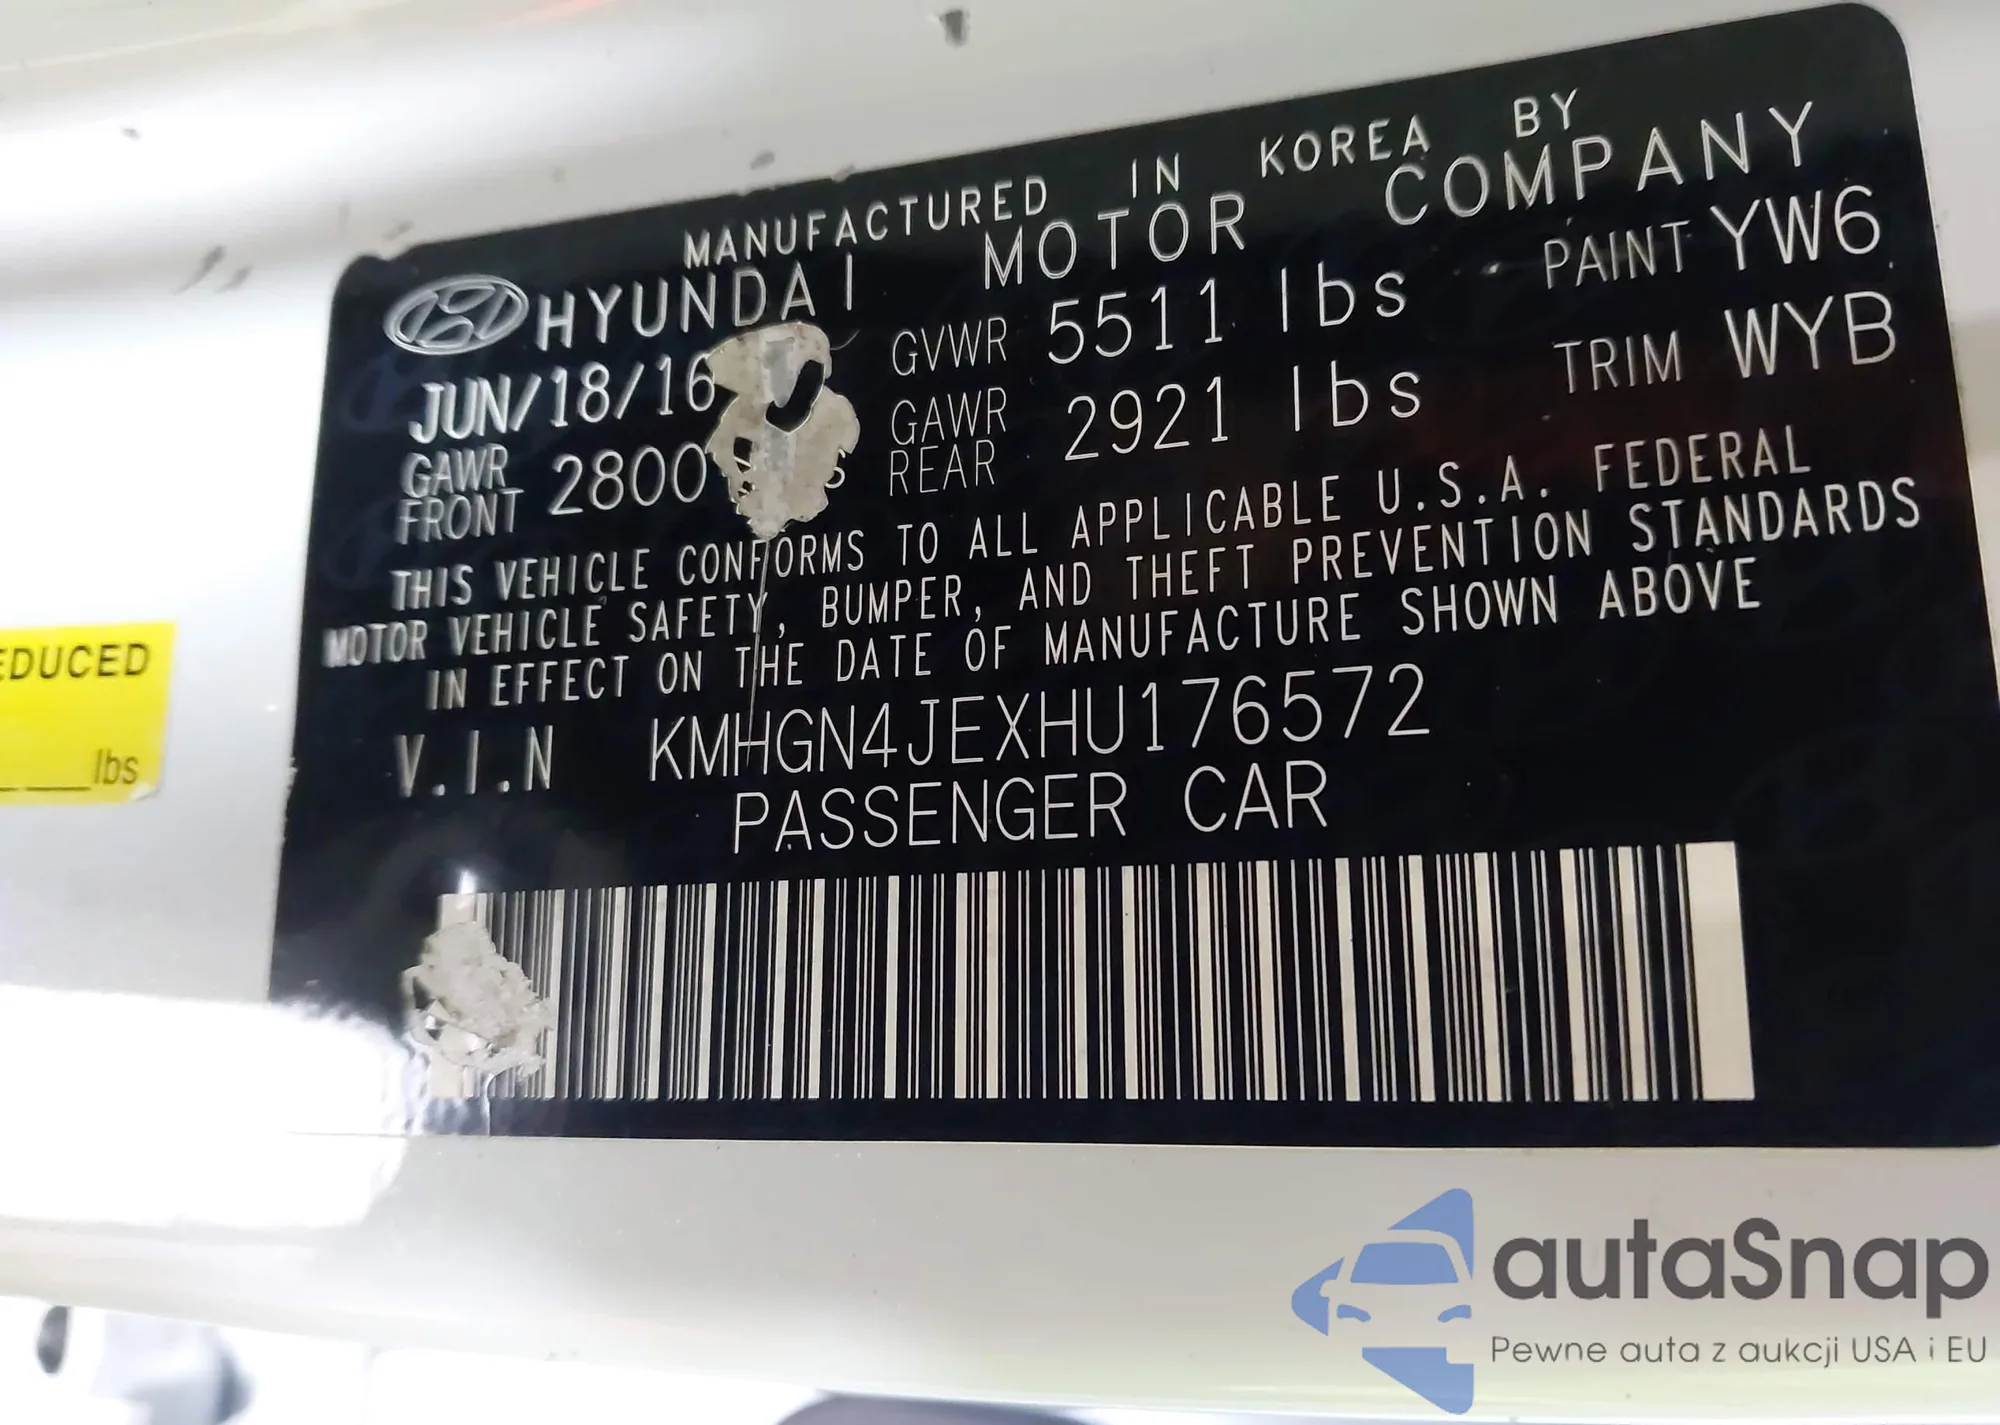 MANUFACTURED IN KOREA BY
HYUNDAI MOTOR COMPANY
JUN/18/16 GVWR 5511 lbs PAINT YW6
GAWR FRONT 2800 GAWR REAR 2921 lbs TRIM WYB
THIS VEHICLE CONFORMS TO ALL APPLICABLE U.S.A. FEDERAL
MOTOR VEHICLE SAFETY, BUMPER, AND THEFT PREVENTION STANDARDS
IN EFFECT ON THE DATE OF MANUFACTURE SHOWN ABOVE
V.I.N KMHGN4JEXHU176572
PASSENGER CAR
EDUCED
lbs
autaSnap
Pewne auta z aukcji USA i EU